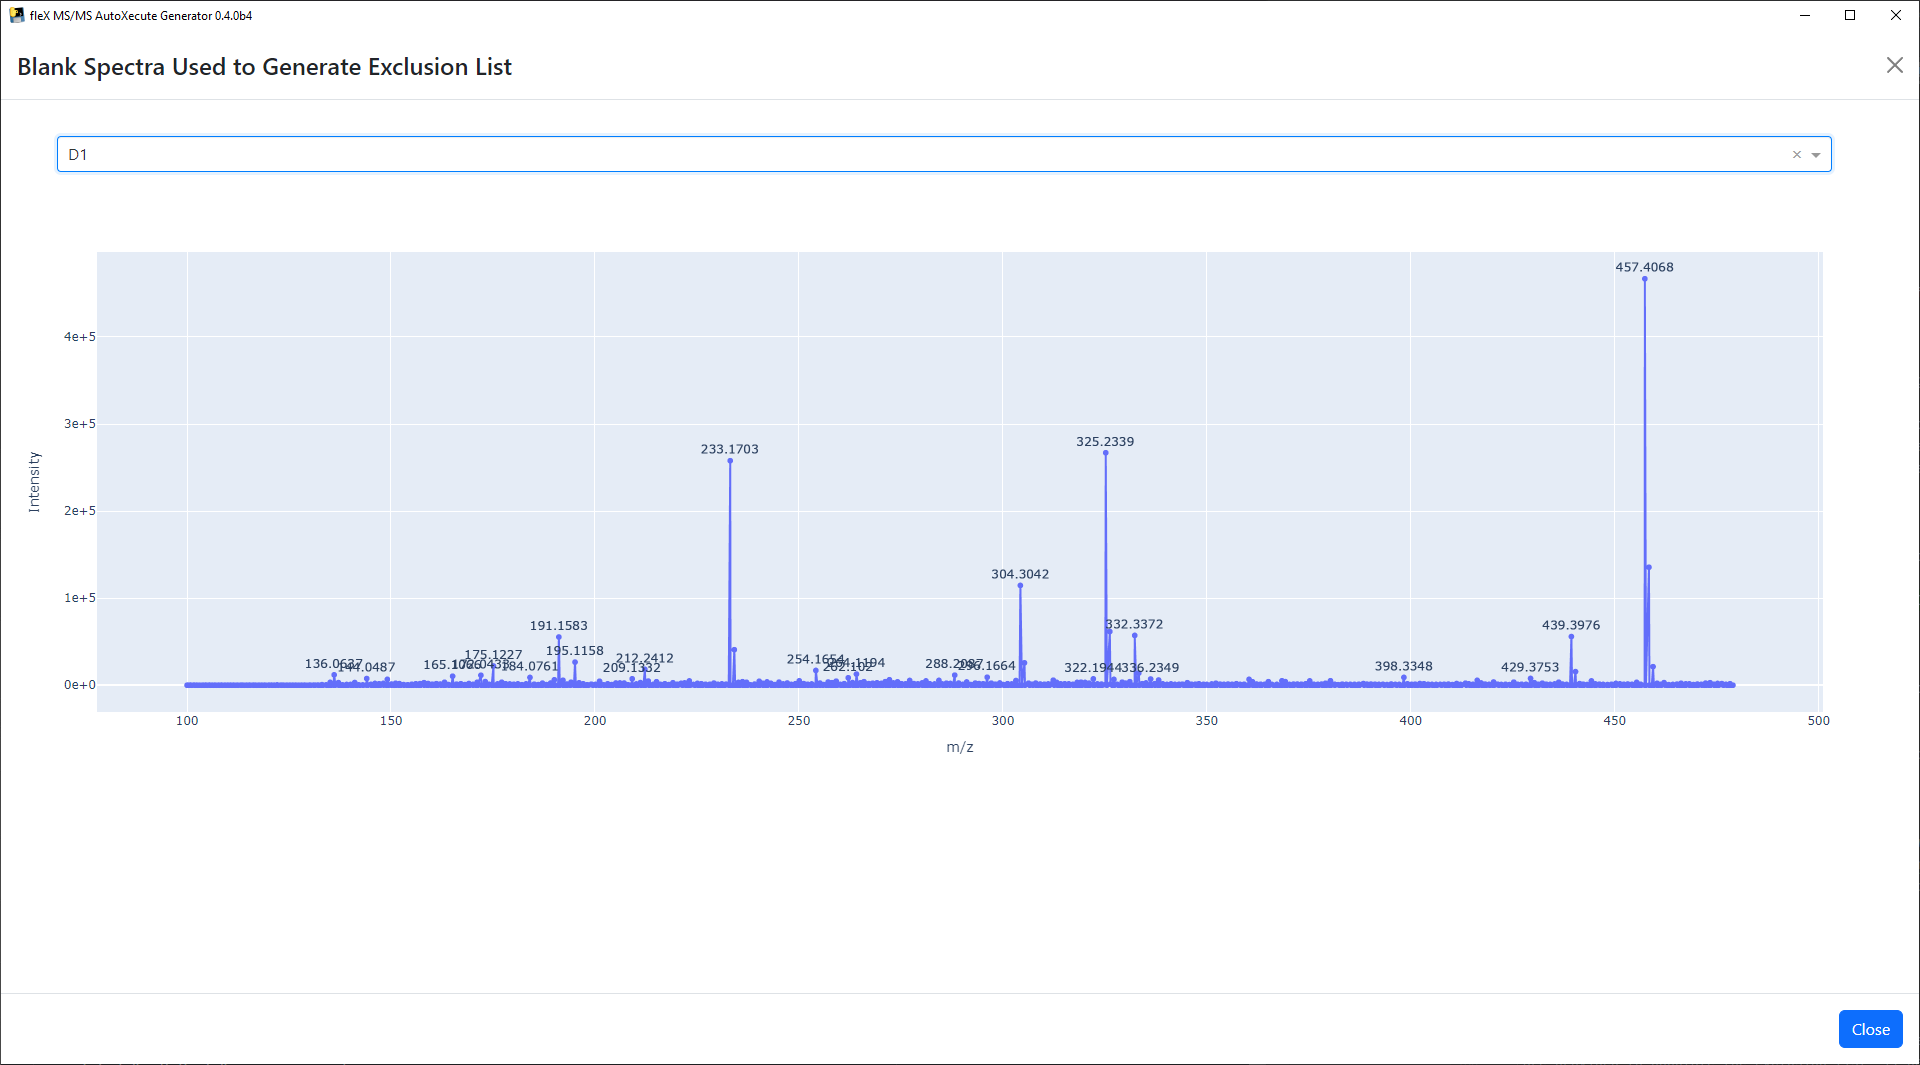 fleX MS/MS AutoXecute Generator 0.4.0b4
Blank Spectra Used to Generate Exclusion List
D1
457.4068
4e+5
3e+5
325.2339
233.1703
Intensity
2e+5
304.3042
1e+5
191.1583
332.3372
439.3976
195.1158
175.1227
212.2412
136.0637
144.0487
184.0761
209.1332
254.1654
262.102
264.1194
288.2087
296.1664
322.1944
336.2349
398.3348
429.3753
0e+0
100 150 200 250 300 350 400 450 500
m/z
Close